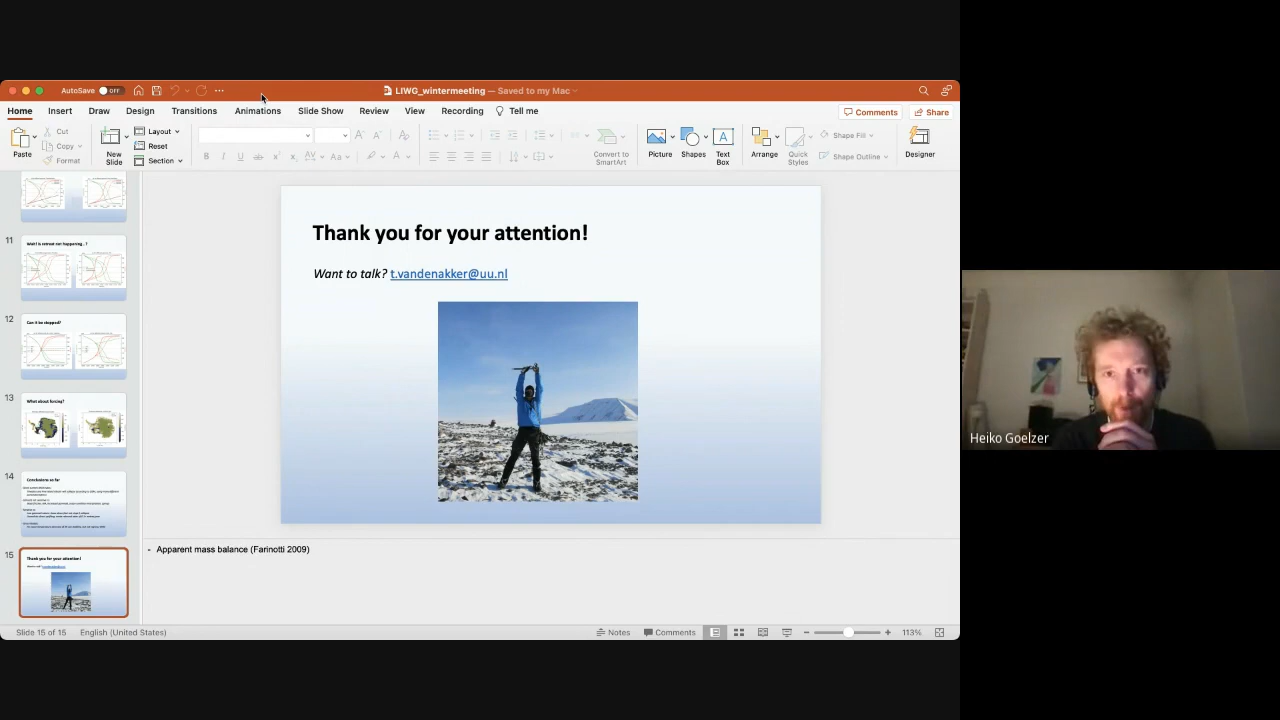 AutoSave OFF
LIWG_wintermeeting — Saved to my Mac
Home Insert Draw Design Transitions Animations Slide Show Review View Recording Tell me
Comments Share
Paste
Cut
Copy
Format
New Slide
Layout
Reset
Section
Convert to SmartArt
Picture
Shapes
Text Box
Arrange
Quick Styles
Shape Fill
Shape Outline
Designer
11
12
Can it be stopped?
13
What about forcing?
14
Conclusions so far
15
Thank you for your attention!
Thank you for your attention!
Want to talk? t.vandenakker@uu.nl
- Apparent mass balance (Farinotti 2009)
Slide 15 of 15 English (United States)
Notes Comments 113%
Heiko Goelzer